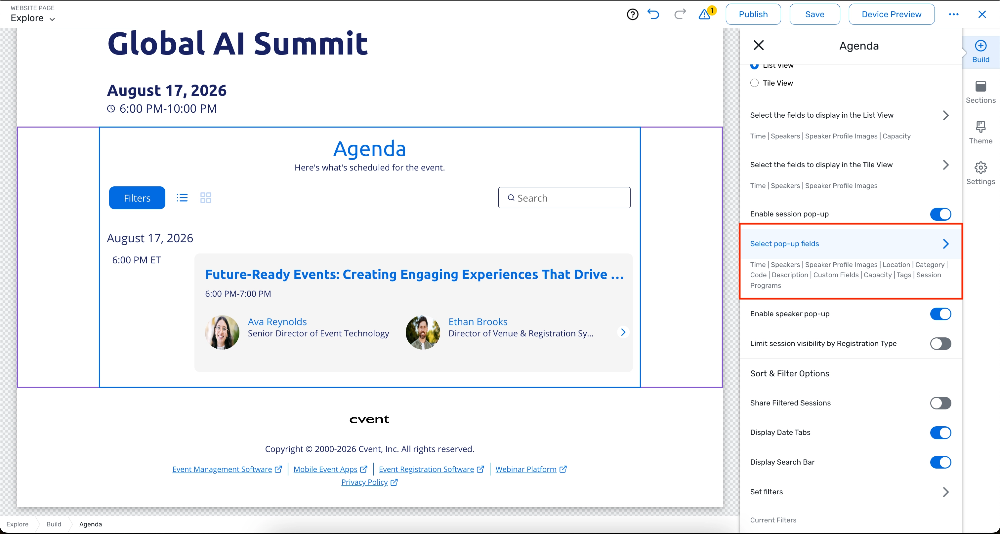 WEBSITE PAGE
Explore
1
Publish
Save
Device Preview
Global AI Summit
August 17, 2026
6:00 PM-10:00 PM
Agenda
Here's what's scheduled for the event.
Filters
Search
August 17, 2026
6:00 PM ET
Future-Ready Events: Creating Engaging Experiences That Drive ...
6:00 PM-7:00 PM
Ava Reynolds
Senior Director of Event Technology
Ethan Brooks
Director of Venue & Registration Sy...
cvent
Copyright © 2000-2026 Cvent, Inc. All rights reserved.
Event Management Software | Mobile Event Apps | Event Registration Software | Webinar Platform
Privacy Policy
Explore
Build
Agenda
Agenda
List View
Tile View
Select the fields to display in the List View
Time | Speakers | Speaker Profile Images | Capacity
Select the fields to display in the Tile View
Time | Speakers | Speaker Profile Images
Enable session pop-up
Select pop-up fields
Time | Speakers | Speaker Profile Images | Location | Category |
Code | Description | Custom Fields | Capacity | Tags | Session
Programs
Enable speaker pop-up
Limit session visibility by Registration Type
Sort & Filter Options
Share Filtered Sessions
Display Date Tabs
Display Search Bar
Set filters
Current Filters
Build
Sections
Theme
Settings